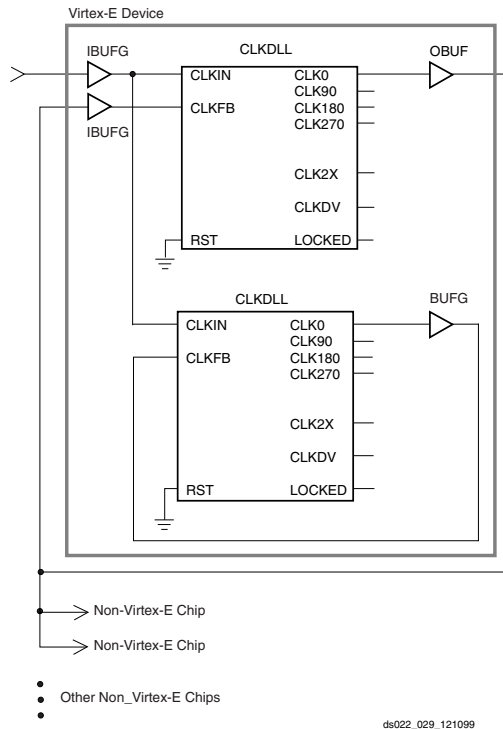 Virtex-E Device
IBUFG
CLKDLL
OBUF
CLKIN
CLK0
CLK90
CLKFB
CLK180
CLK270
IBUFG
CLK2X
CLKDV
RST
LOCKED
CLKDLL
BUFG
CLKIN
CLK0
CLK90
CLKFB
CLK180
CLK270
CLK2X
CLKDV
RST
LOCKED
Non-Virtex-E Chip
Non-Virtex-E Chip
Other Non_Virtex-E Chips
ds022_029_121099